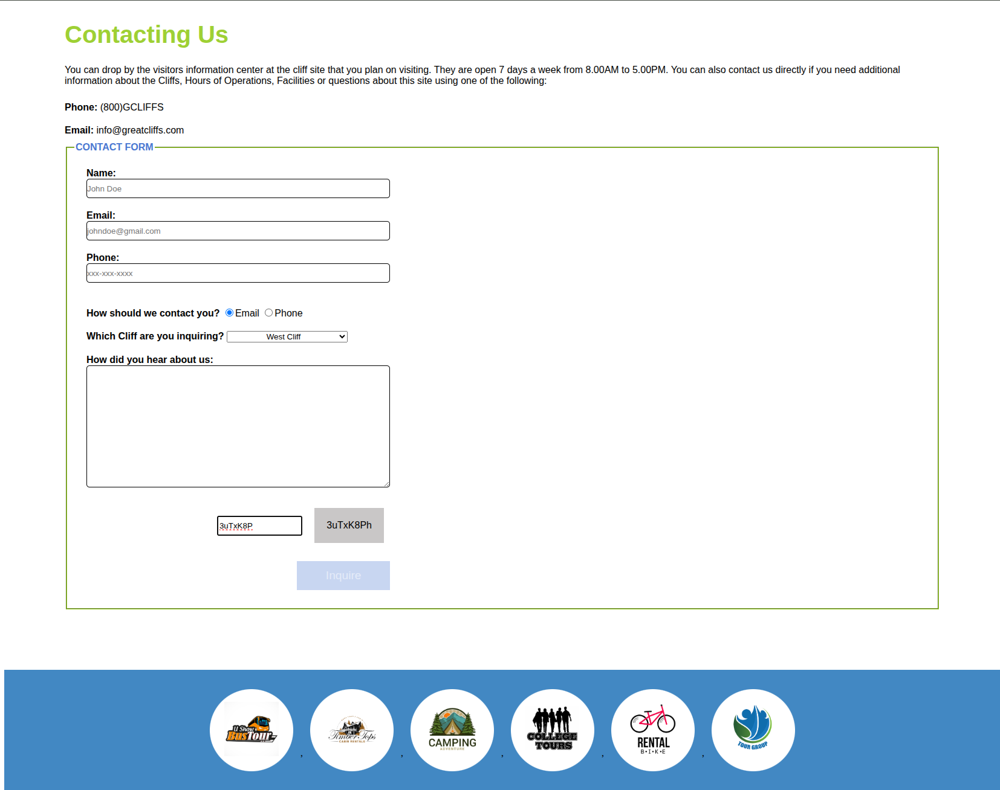 Contacting Us
You can drop by the visitors information center at the cliff site that you plan on visiting. They are open 7 days a week from 8.00AM to 5.00PM. You can also contact us directly if you need additional
information about the Cliffs, Hours of Operations, Facilities or questions about this site using one of the following:
Phone: (800)GCLIFFS
Email: info@greatcliffs.com
CONTACT FORM
Name:
John Doe
Email:
johndoe@gmail.com
Phone:
xxx-xxx-xxxx
How should we contact you? Email Phone
Which Cliff are you inquiring? West Cliff
How did you hear about us:
3uTxK8P 3uTxK8Ph
Inquire
U Show
BusTour
,
Timber Tops
CABIN RENTALS
,
CAMPING
ADVENTURE
,
COLLEGE
TOURS
,
RENTAL
B•I•K•E
,
TOUR GROUP